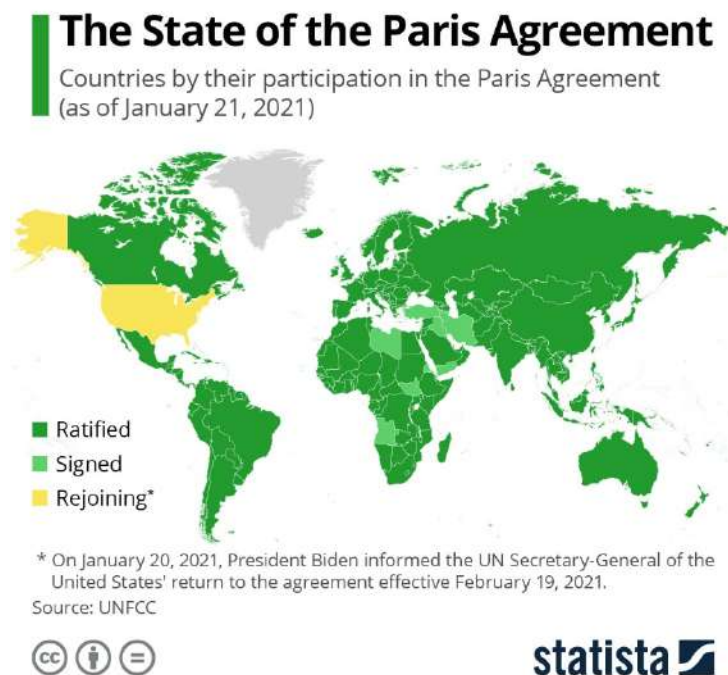 The State of the Paris Agreement
Countries by their participation in the Paris Agreement
(as of January 21, 2021)
Ratified
Signed
Rejoining*
* On January 20, 2021, President Biden informed the UN Secretary-General of the
United States' return to the agreement effective February 19, 2021.
Source: UNFCC
cc
statista